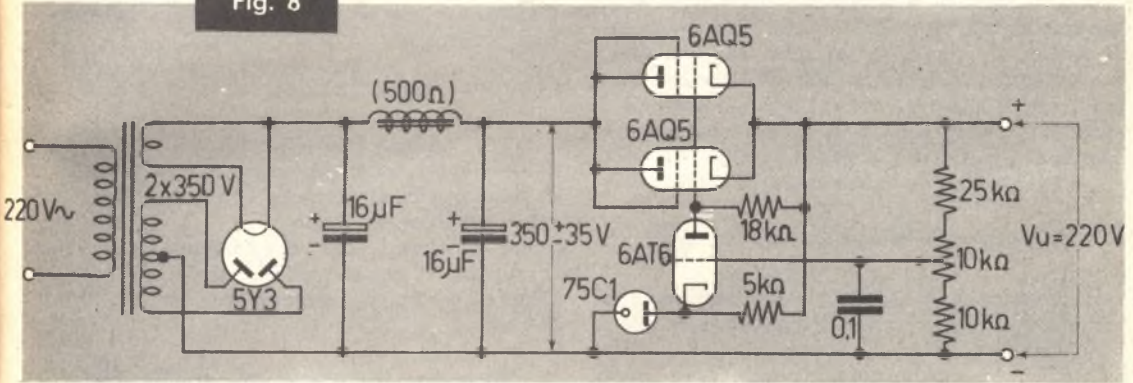 Fig. 8
6AQ5
(500Ω)
6AQ5
2x350 V
220V~
16µF
+
-
+
-
16µF
350±35V
18kΩ
25kΩ
Vu=220V
6AT6
10kΩ
75C1
5kΩ
5Y3
0,1
10kΩ
+
-